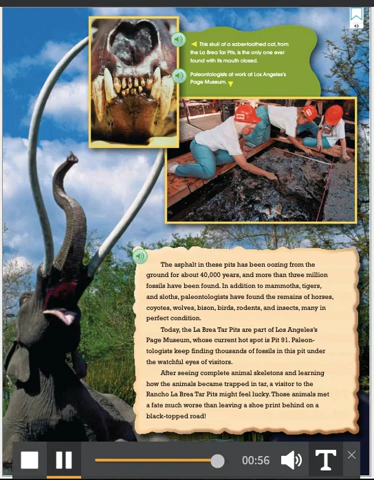 43
This skull of a saber-toothed cat, from
the La Brea Tar Pits, is the only one ever
found with its mouth closed.
Paleontologists at work at Los Angeles's
Page Museum.
The asphalt in these pits has been oozing from the
ground for about 40,000 years, and more than three million
fossils have been found. In addition to mammoths, tigers,
and sloths, paleontologists have found the remains of horses,
coyotes, wolves, bison, birds, rodents, and insects, many in
perfect condition.
Today, the La Brea Tar Pits are part of Los Angeles's
Page Museum, whose current hot spot is Pit 91. Paleon-
tologists keep finding thousands of fossils in this pit under
the watchful eyes of visitors.
After seeing complete animal skeletons and learning
how the animals became trapped in tar, a visitor to the
Rancho La Brea Tar Pits might feel lucky. Those animals met
a fate much worse than leaving a shoe print behind on a
black-topped road!
00:56
T